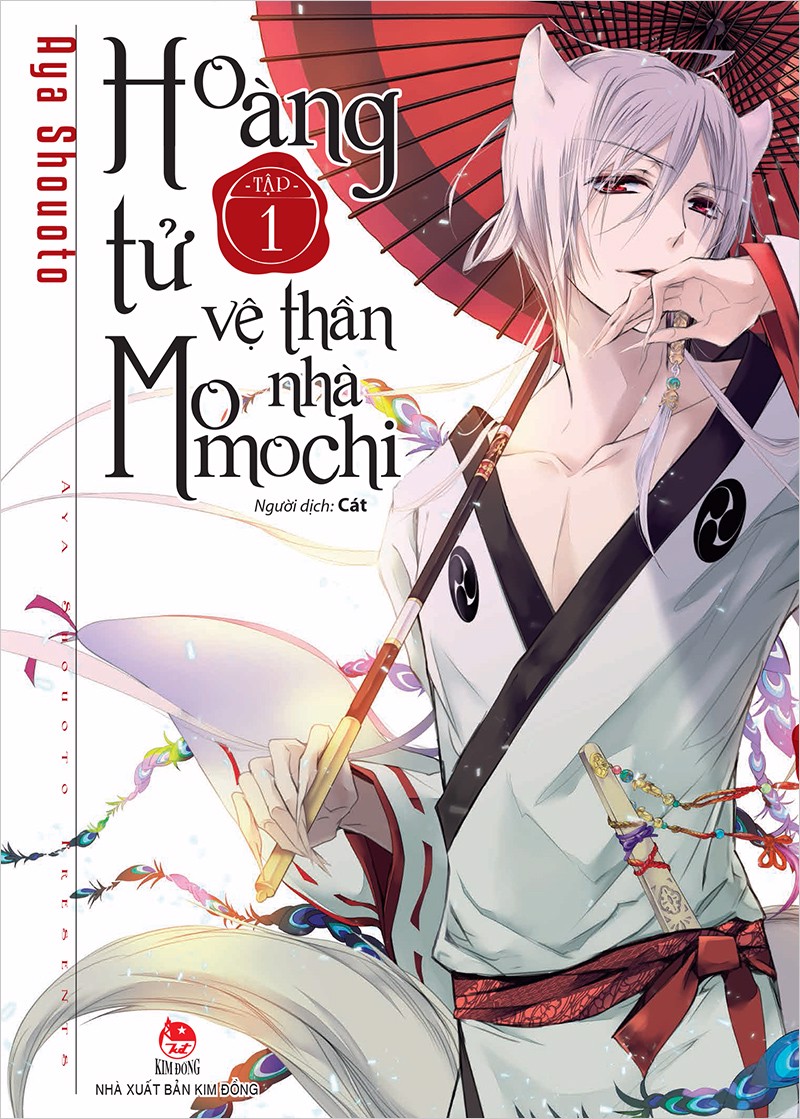 Aya Shouoto
Hoàng
-TẬP-
1
tử
vệ thần
nhà
Momochi
Người dịch: Cát
AYA SHOUOTO PRESENTS
KIM ĐỒNG
NHÀ XUẤT BẢN KIM ĐỒNG